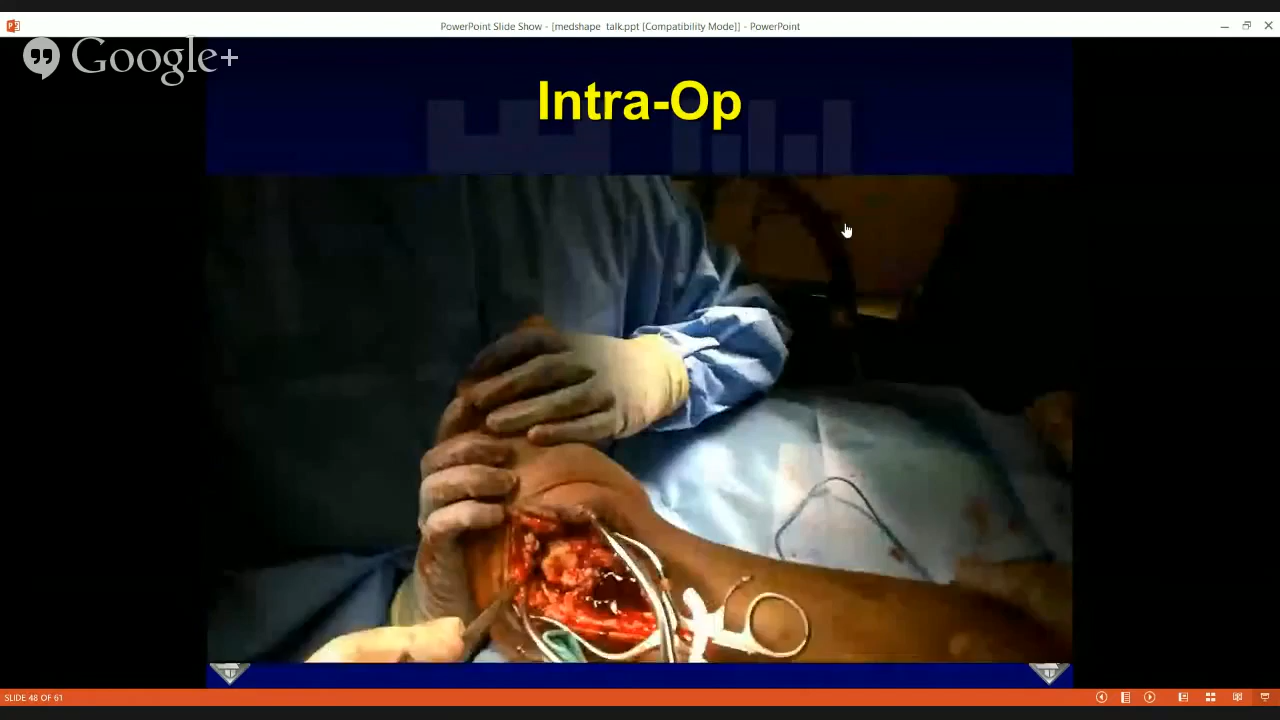 PowerPoint Slide Show - [medshape  talk.ppt [Compatibility Mode]] - PowerPoint
Google+
Intra-Op
SLIDE 48 OF 61